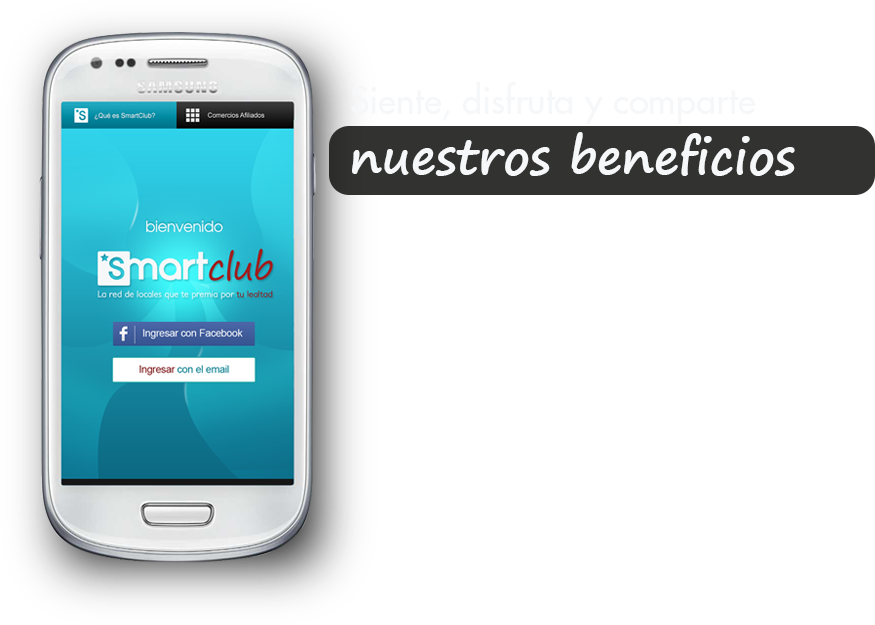 SAMSUNG
¿Qué es SmartClub?
Comercios Afiliados
Siente, disfruta y comparte
nuestros beneficios
bienvenido
smartclub
La red de locales que te premia por tu lealtad
Ingresar con Facebook
Ingresar con el email